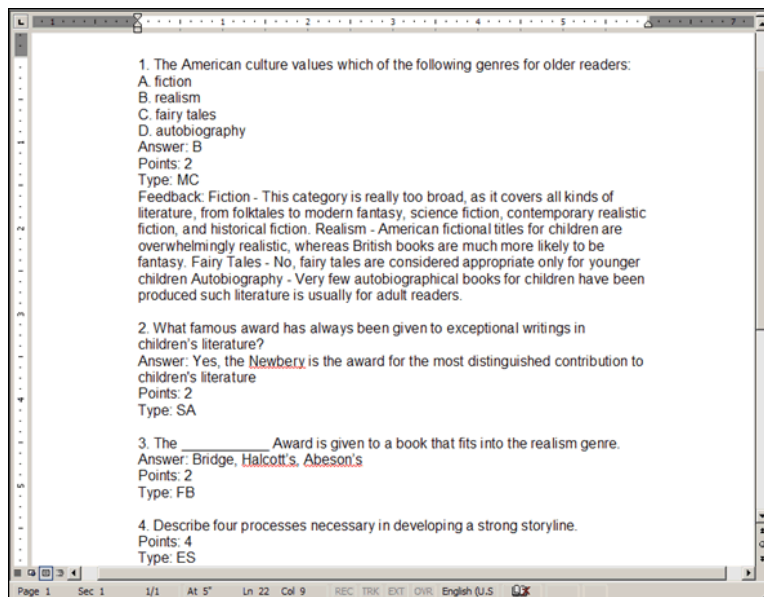 1 1 2 3 4 5 7
1. The American culture values which of the following genres for older readers:
A. fiction
B. realism
C. fairy tales
D. autobiography
Answer: B
Points: 2
Type: MC
Feedback: Fiction - This category is really too broad, as it covers all kinds of
literature, from folktales to modern fantasy, science fiction, contemporary realistic
fiction, and historical fiction. Realism - American fictional titles for children are
overwhelmingly realistic, whereas British books are much more likely to be
fantasy. Fairy Tales - No, fairy tales are considered appropriate only for younger
children Autobiography - Very few autobiographical books for children have been
produced such literature is usually for adult readers.
2. What famous award has always been given to exceptional writings in
children's literature?
Answer: Yes, the Newbery is the award for the most distinguished contribution to
children's literature
Points: 2
Type: SA
3. The ___________ Award is given to a book that fits into the realism genre.
Answer: Bridge, Halcott's, Abeson's
Points: 2
Type: FB
4. Describe four processes necessary in developing a strong storyline.
Points: 4
Type: ES
Page 1 Sec 1 1/1 At 5" Ln 22 Col 9 REC TRK EXT OVR English (U.S